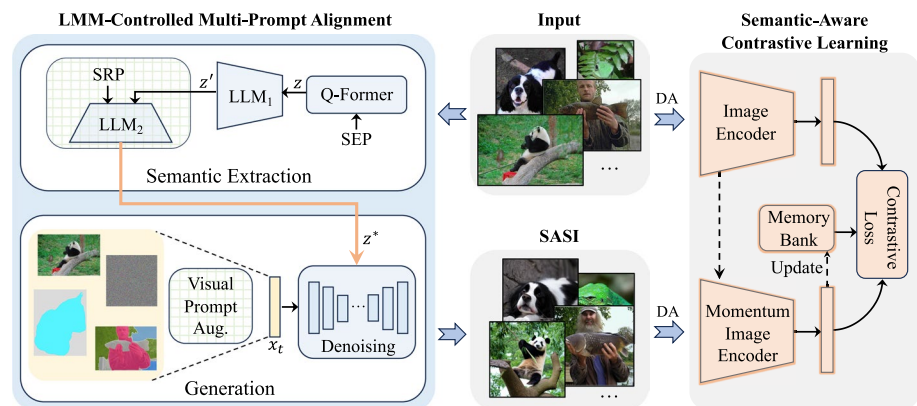 LMM-Controlled Multi-Prompt Alignment
SRP
z′
LLM₁
z
Q-Former
LLM₂
SEP
Semantic Extraction
z*
Visual
Prompt
Aug.
x_t
...
Denoising
Generation
Input
...
SASI
...
Semantic-Aware
Contrastive Learning
DA
Image
Encoder
Contrastive
Loss
Memory
Bank
Update
DA
Momentum
Image
Encoder